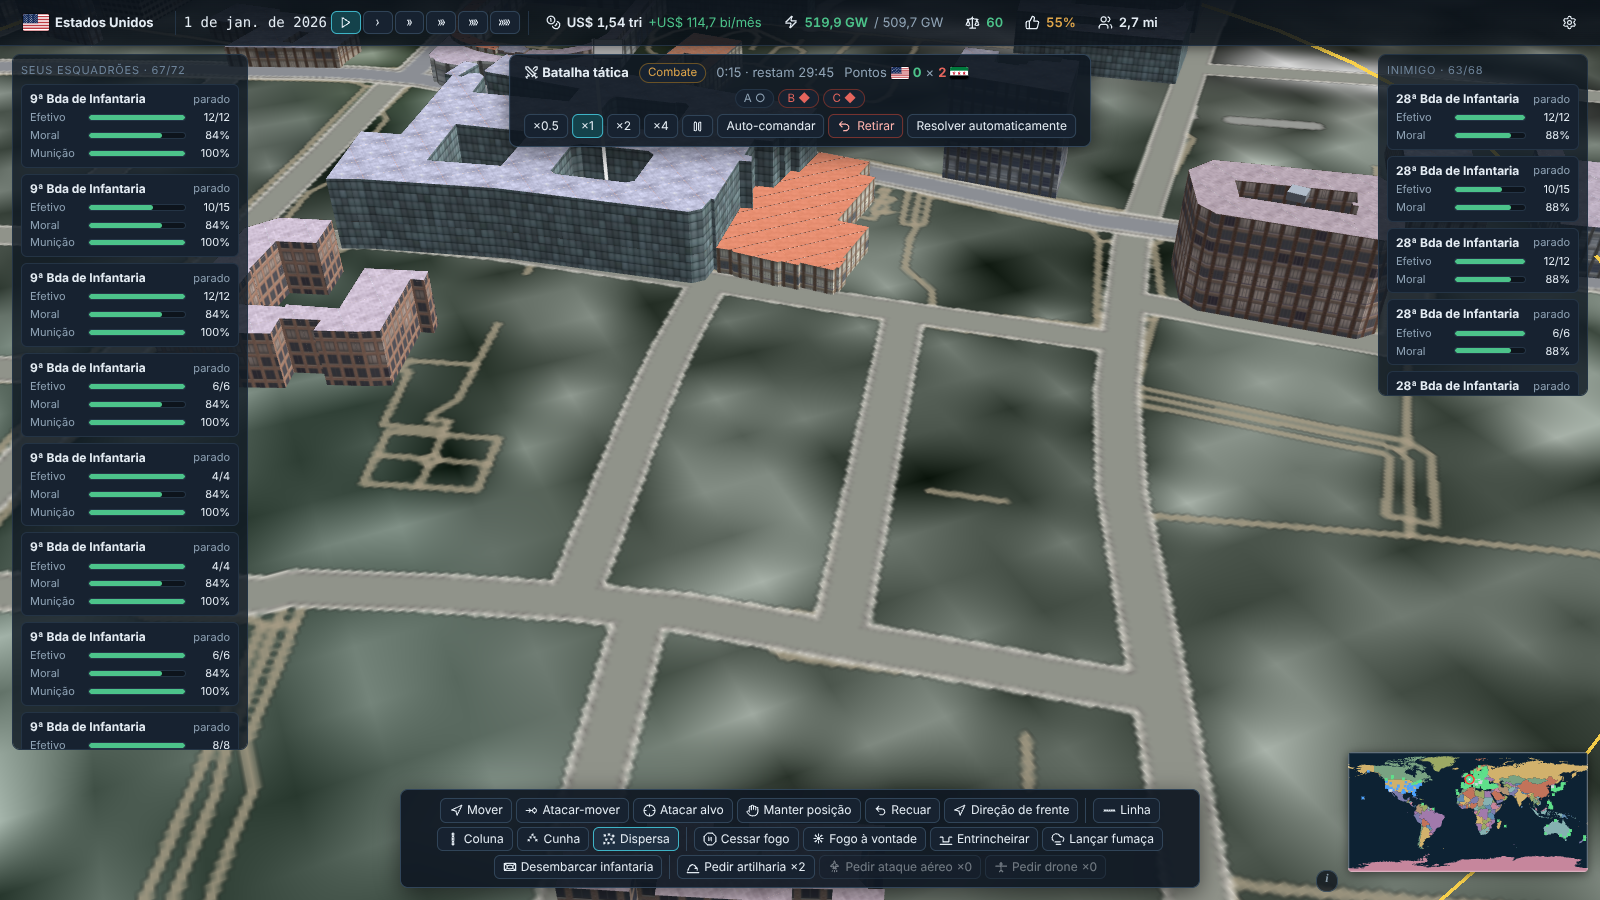 Estados Unidos 1 de jan. de 2026 US$ 1,54 tri +US$ 114,7 bi/mês 519,9 GW / 509,7 GW 60 55% 2,7 mi
SEUS ESQUADRÕES · 67/72
9ª Bda de Infantaria parado
Efetivo 12/12
Moral 84%
Munição 100%
9ª Bda de Infantaria parado
Efetivo 10/15
Moral 84%
Munição 100%
9ª Bda de Infantaria parado
Efetivo 12/12
Moral 84%
Munição 100%
9ª Bda de Infantaria parado
Efetivo 6/6
Moral 84%
Munição 100%
9ª Bda de Infantaria parado
Efetivo 4/4
Moral 84%
Munição 100%
9ª Bda de Infantaria parado
Efetivo 4/4
Moral 84%
Munição 100%
9ª Bda de Infantaria parado
Efetivo 6/6
Moral 84%
Munição 100%
9ª Bda de Infantaria parado
Efetivo 8/8
Batalha tática Combate 0:15 · restam 29:45 Pontos 0 × 2
A B C
×0.5 ×1 ×2 ×4 Auto-comandar Retirar Resolver automaticamente
INIMIGO · 63/68
28ª Bda de Infantaria parado
Efetivo 12/12
Moral 88%
28ª Bda de Infantaria parado
Efetivo 10/15
Moral 88%
28ª Bda de Infantaria parado
Efetivo 12/12
Moral 88%
28ª Bda de Infantaria parado
Efetivo 6/6
Moral 88%
28ª Bda de Infantaria parado
Mover Atacar-mover Atacar alvo Manter posição Recuar Direção de frente Linha
Coluna Cunha Dispersa Cessar fogo Fogo à vontade Entrincheirar Lançar fumaça
Desembarcar infantaria Pedir artilharia ×2 Pedir ataque aéreo ×0 Pedir drone ×0
i